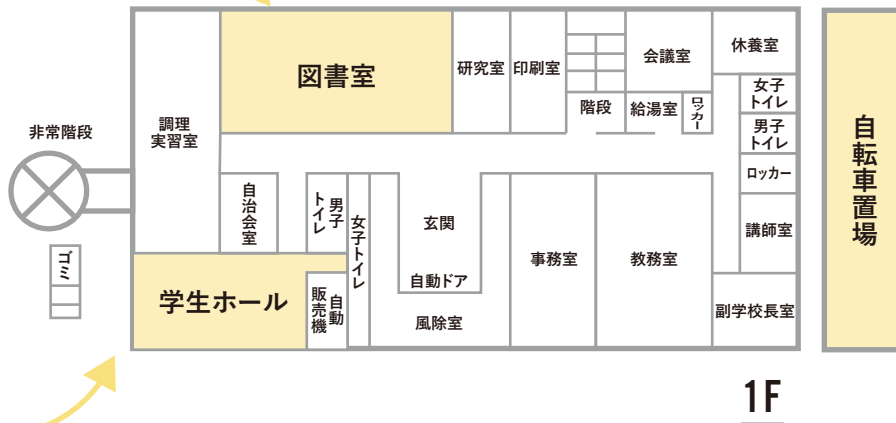 図書室
研究室
印刷室
会議室
休養室
階段
給湯室
ロッカー
女子
トイレ
男子
トイレ
ロッカー
講師室
副学校長室
調理
実習室
非常階段
ゴミ
自治会室
男子
トイレ
女子トイレ
玄関
自動ドア
風除室
事務室
教務室
学生ホール
自動
販売機
自転車置場
1F